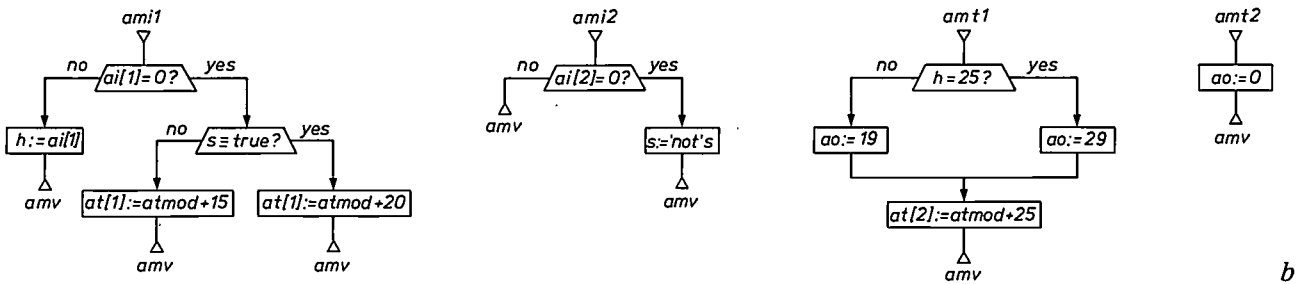 ami1
no ai[1]=0? yes
h:=ai[1]
amv
no s≡true? yes
at[1]:=atmod+15
amv
at[1]:=atmod+20
amv
ami2
no ai[2]=0? yes
amv
s:='not's
amv
amt1
no h=25? yes
ao:=19
ao:=29
at[2]:=atmod+25
amv
amt2
ao:=0
amv
b